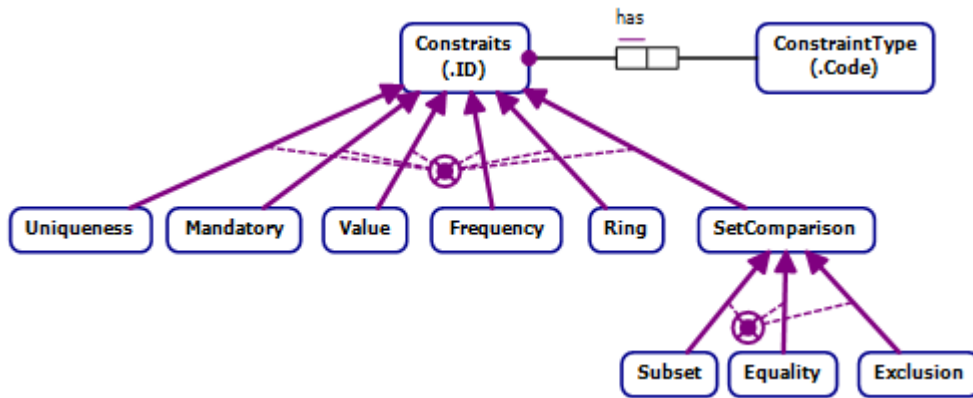 has
Constraits
(.ID)
ConstraintType
(.Code)
Uniqueness
Mandatory
Value
Frequency
Ring
SetComparison
Subset
Equality
Exclusion